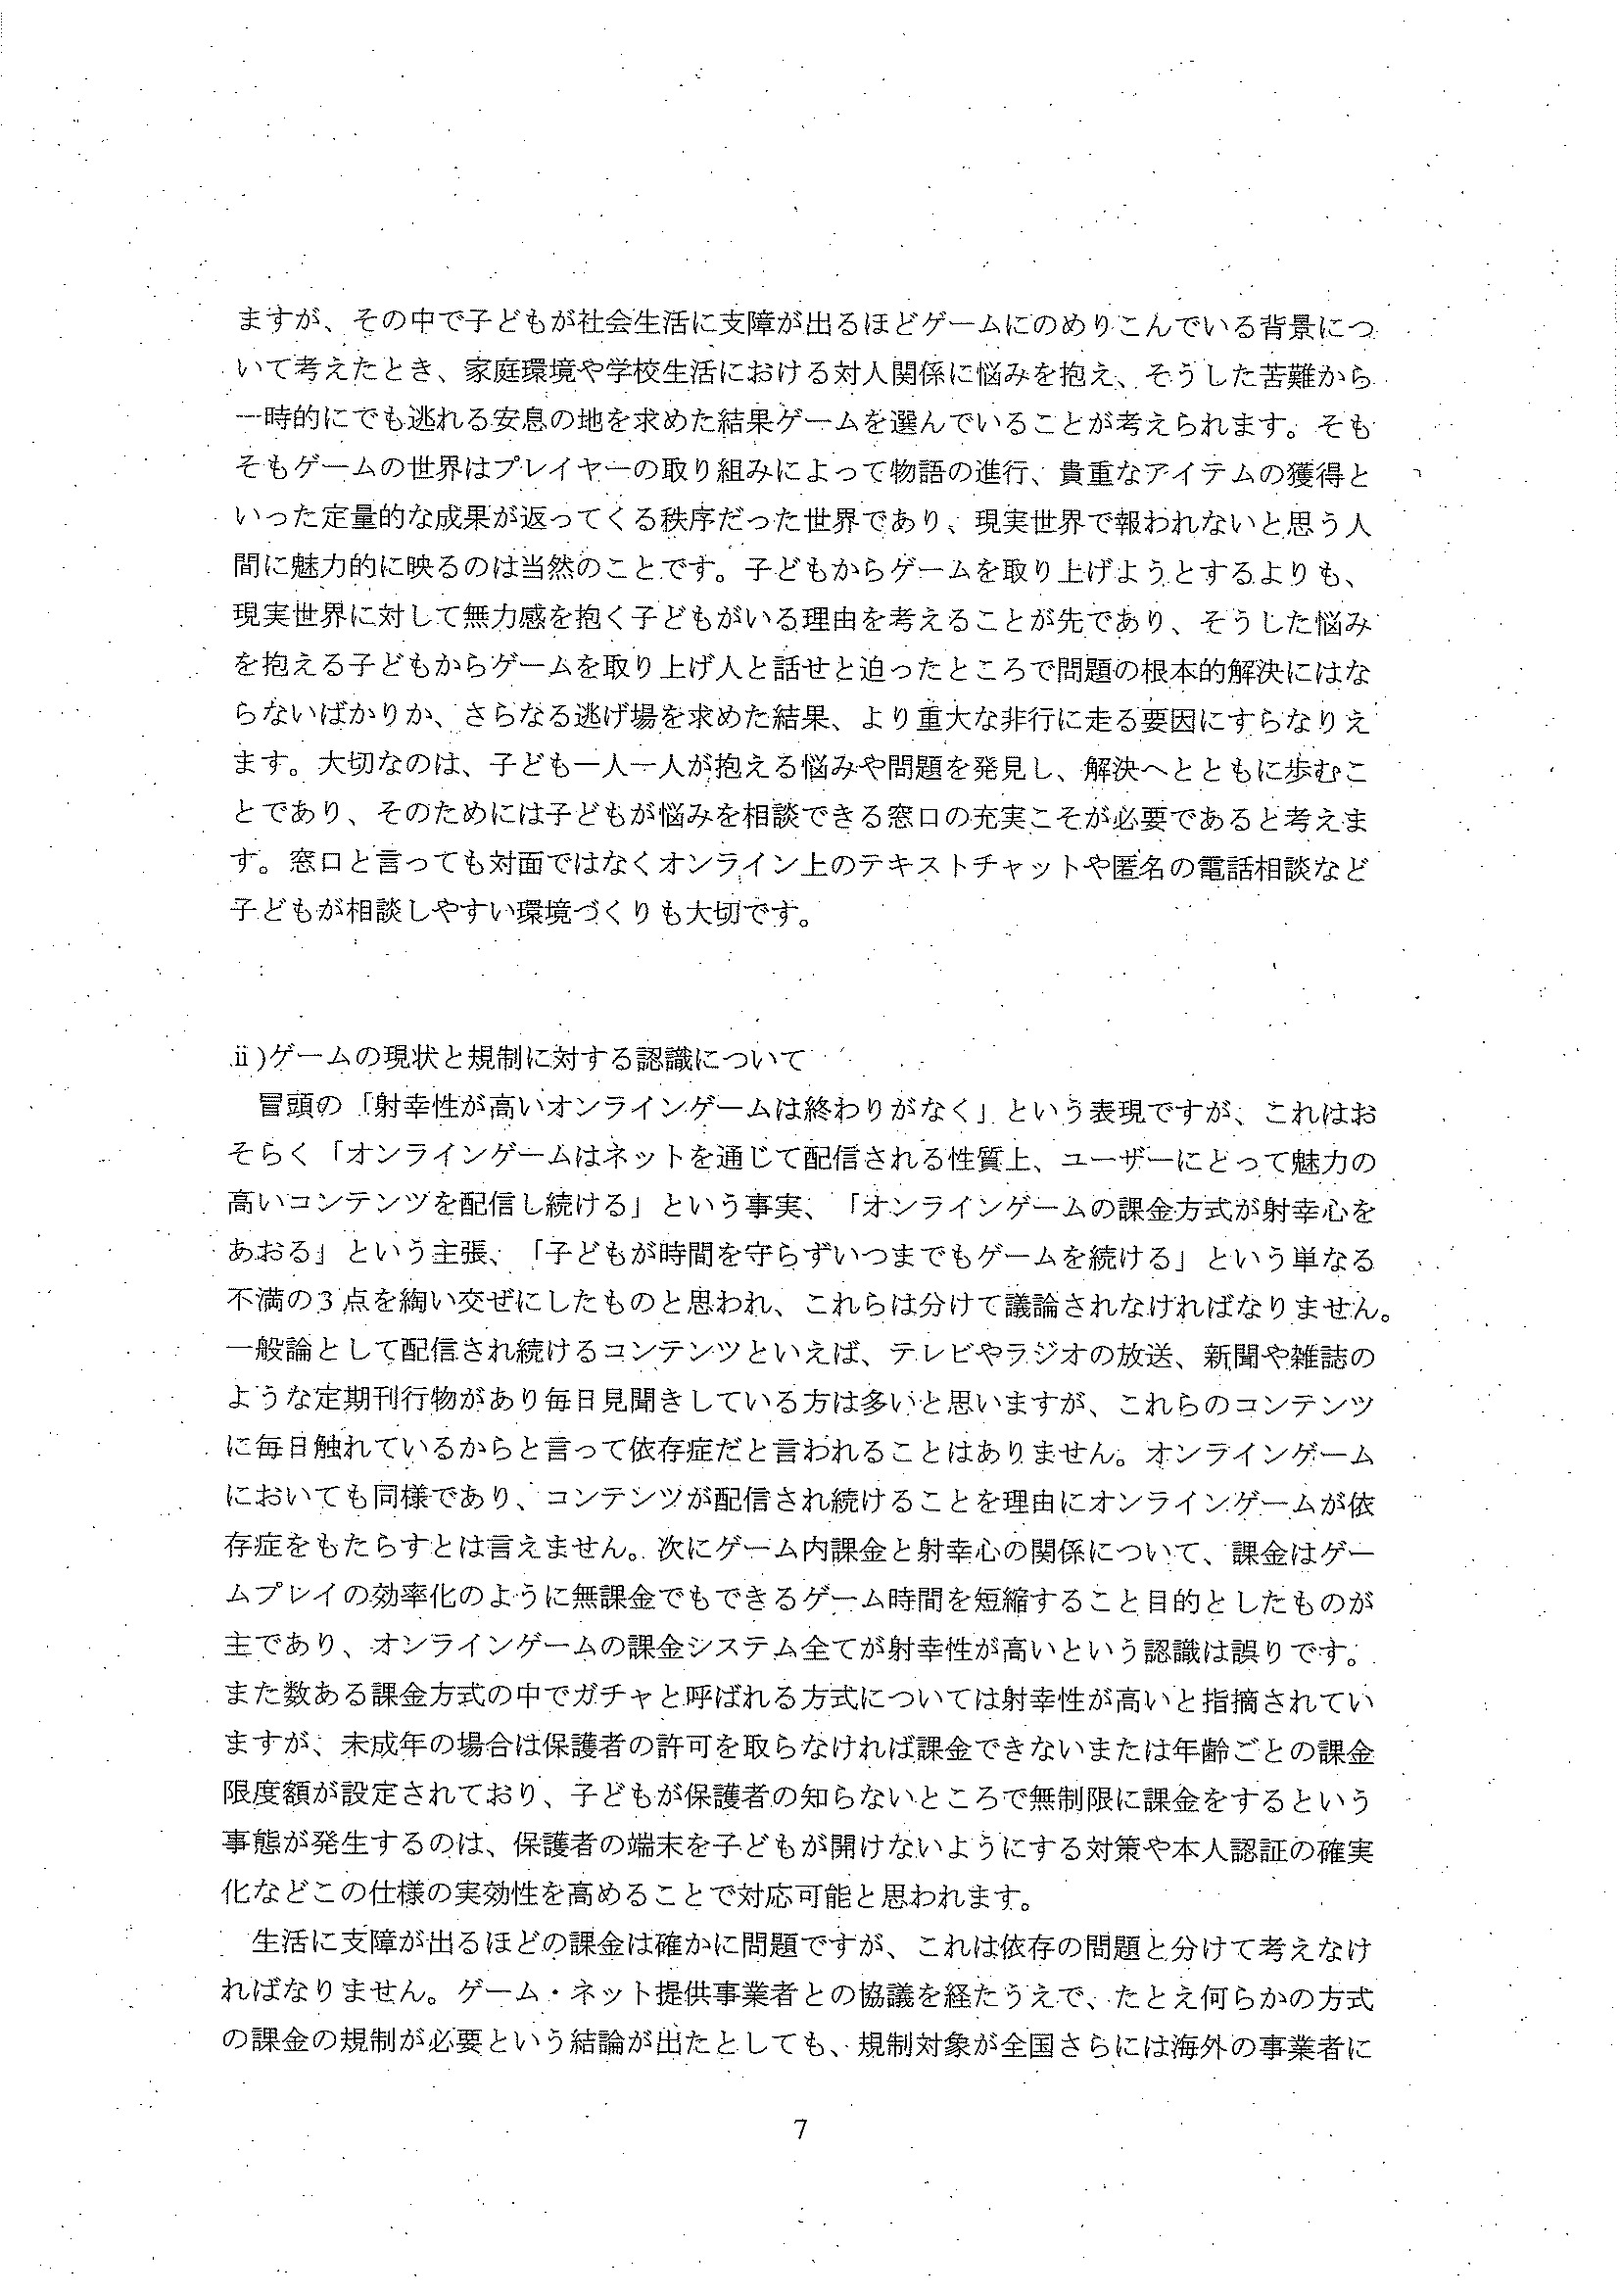 ますが、その中で子どもが社会生活に支障が出るほどゲームにのめりこんでいる背景につ
いて考えたとき、家庭環境や学校生活における対人関係に悩みを抱え、そうした苦難から
一時的にでも逃れる安息の地を求めた結果ゲームを選んでいることが考えられます。そも
そもゲームの世界はプレイヤーの取り組みによって物語の進行、貴重なアイテムの獲得と
いった定量的な成果が返ってくる秩序だった世界であり、現実世界で報われないと思う人
間に魅力的に映るのは当然のことです。子どもからゲームを取り上げようとするよりも、
現実世界に対して無力感を抱く子どもがいる理由を考えることが先であり、そうした悩み
を抱える子どもからゲームを取り上げ人と話せと迫ったところで問題の根本的解決にはな
らないばかりか、さらなる逃げ場を求めた結果、より重大な非行に走る要因にすらなりえ
ます。大切なのは、子ども一人一人が抱える悩みや問題を発見し、解決へとともに歩むこ
とであり、そのためには子どもが悩みを相談できる窓口の充実こそが必要であると考えま
す。窓口と言っても対面ではなくオンライン上のテキストチャットや匿名の電話相談など
子どもが相談しやすい環境づくりも大切です。
ⅱ)ゲームの現状と規制に対する認識について
冒頭の「射幸性が高いオンラインゲームは終わりがなく」という表現ですが、これはお
そらく「オンラインゲームはネットを通じて配信される性質上、ユーザーにとって魅力の
高いコンテンツを配信し続ける」という事実、「オンラインゲームの課金方式が射幸心を
あおる」という主張、「子どもが時間を守らずいつまでもゲームを続ける」という単なる
不満の3点を綯い交ぜにしたものと思われ、これらは分けて議論されなければなりません。
一般論として配信され続けるコンテンツといえば、テレビやラジオの放送、新聞や雑誌の
ような定期刊行物があり毎日見聞きしている方は多いと思いますが、これらのコンテンツ
に毎日触れているからと言って依存症だと言われることはありません。オンラインゲーム
においても同様であり、コンテンツが配信され続けることを理由にオンラインゲームが依
存症をもたらすとは言えません。次にゲーム内課金と射幸心の関係について、課金はゲー
ムプレイの効率化のように無課金でもできるゲーム時間を短縮すること目的としたものが
主であり、オンラインゲームの課金システム全てが射幸性が高いという認識は誤りです。
また数ある課金方式の中でガチャと呼ばれる方式については射幸性が高いと指摘されてい
ますが、未成年の場合は保護者の許可を取らなければ課金できないまたは年齢ごとの課金
限度額が設定されており、子どもが保護者の知らないところで無制限に課金をするという
事態が発生するのは、保護者の端末を子どもが開けないようにする対策や本人認証の確実
化などこの仕様の実効性を高めることで対応可能と思われます。
生活に支障が出るほどの課金は確かに問題ですが、これは依存の問題と分けて考えなけ
ればなりません。ゲーム・ネット提供事業者との協議を経たうえで、たとえ何らかの方式
の課金の規制が必要という結論が出たとしても、規制対象が全国さらには海外の事業者に
7